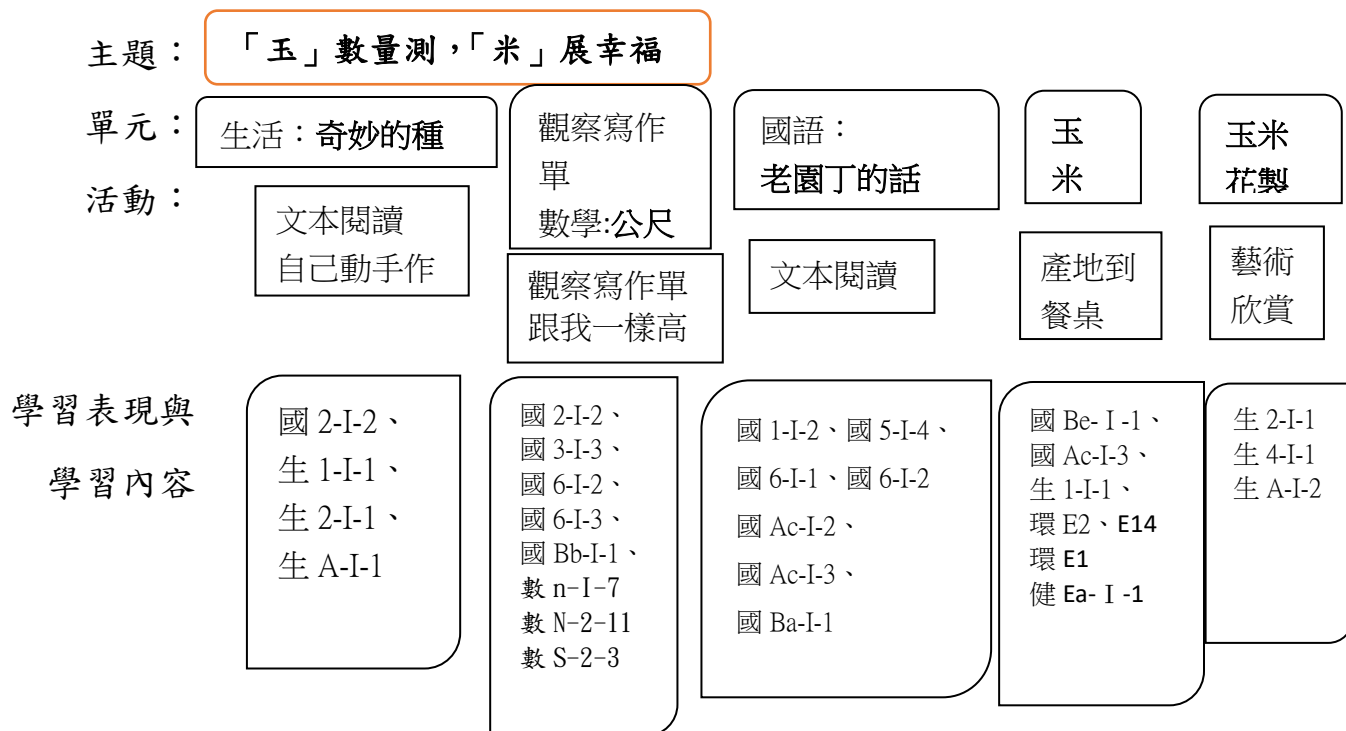 主題：
「玉」數量測，「米」展幸福
單元：
生活：奇妙的種
觀察寫作
單
數學:公尺
國語：
老園丁的話
玉
米
玉米
花製
活動：
文本閱讀
自己動手作
觀察寫作單
跟我一樣高
文本閱讀
產地到
餐桌
藝術
欣賞
學習表現與
學習內容
國 2-I-2、
生 1-I-1、
生 2-I-1、
生 A-I-1
國 2-I-2、
國 3-I-3、
國 6-I-2、
國 6-I-3、
國 Bb-I-1、
數 n-I-7
數 N-2-11
數 S-2-3
國 1-I-2、國 5-I-4、
國 6-I-1、國 6-I-2
國 Ac-I-2、
國 Ac-I-3、
國 Ba-I-1
國 Be-Ⅰ-1、
國 Ac-I-3、
生 1-I-1、
環 E2、E14
環 E1
健 Ea-Ⅰ-1
生 2-I-1
生 4-I-1
生 A-I-2